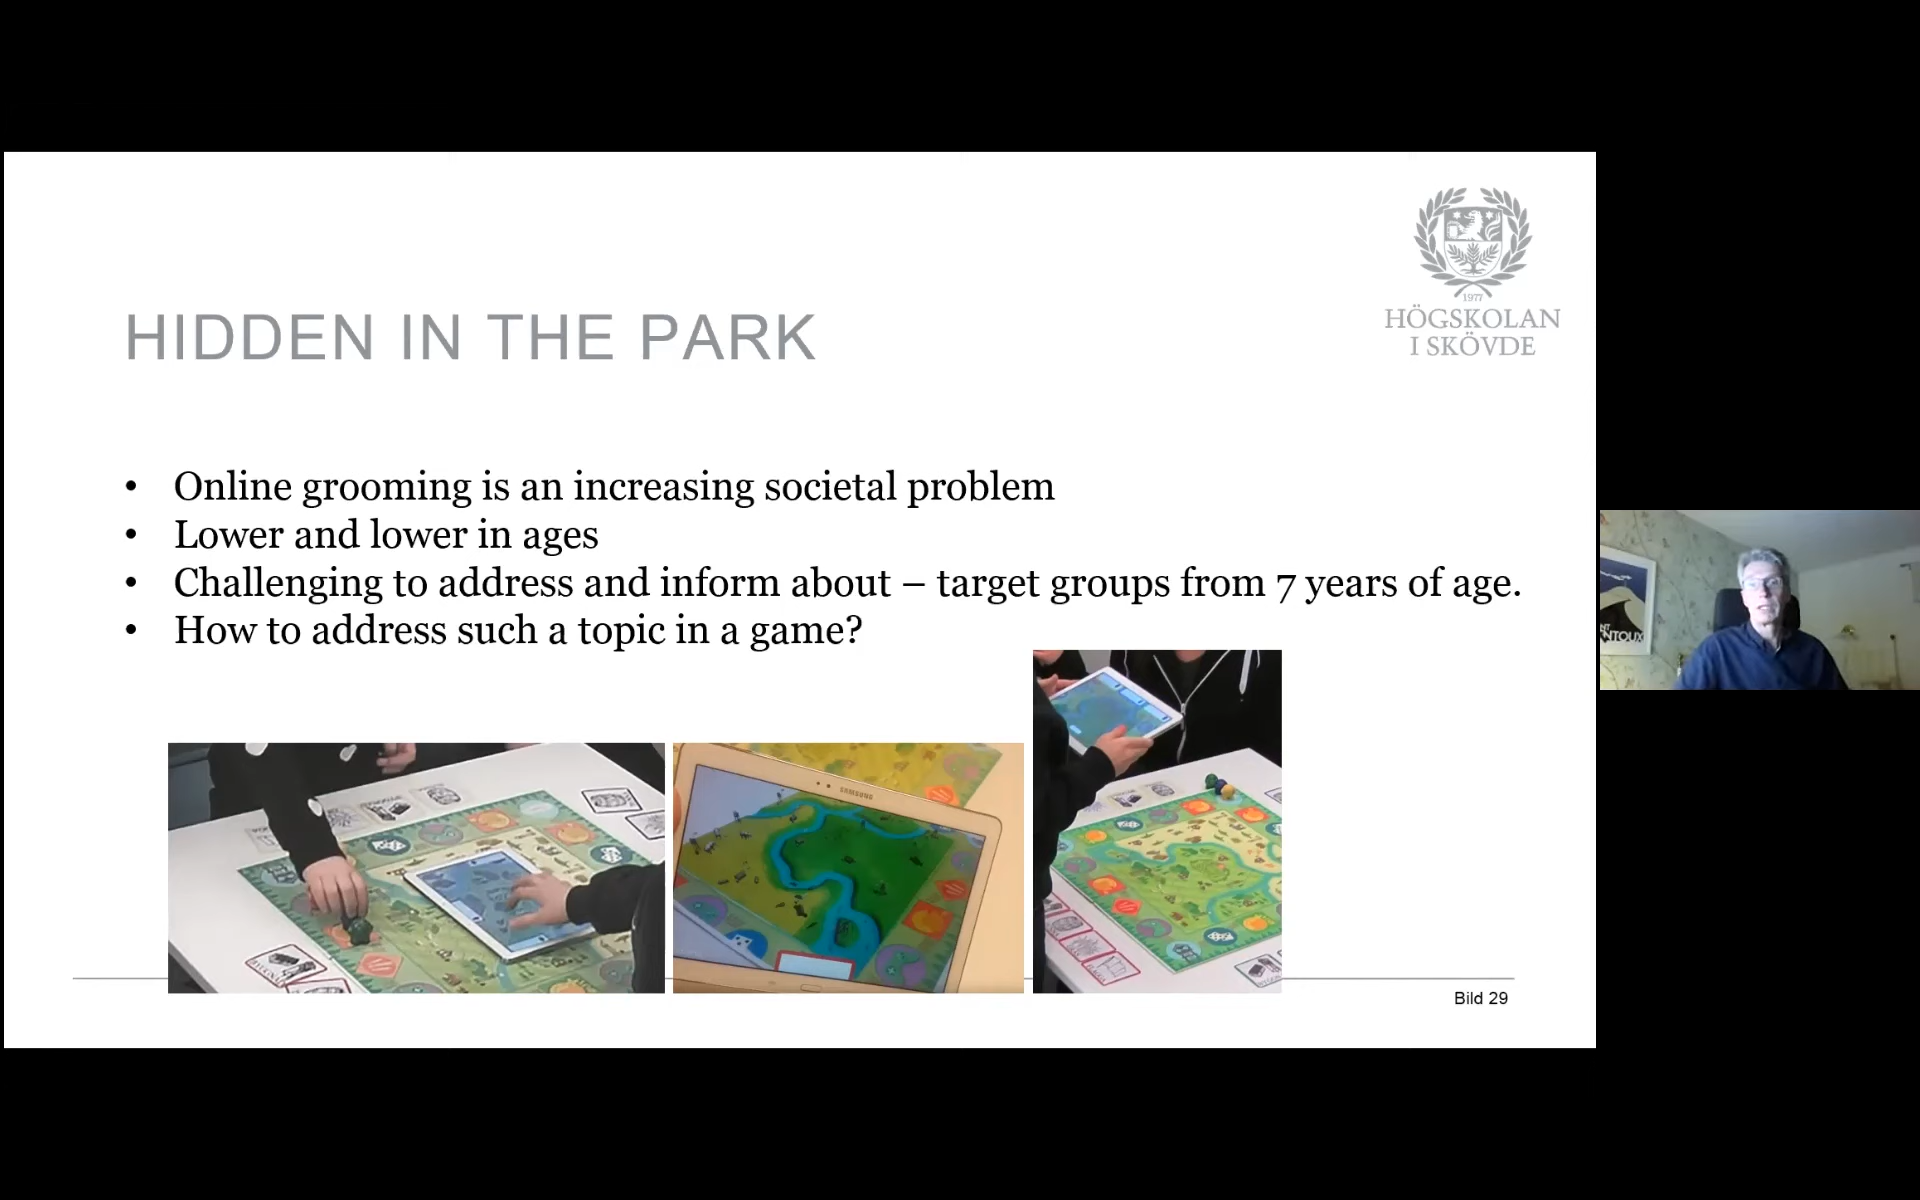 1977
HÖGSKOLAN
I SKÖVDE
HIDDEN IN THE PARK
• Online grooming is an increasing societal problem
• Lower and lower in ages
• Challenging to address and inform about – target groups from 7 years of age.
• How to address such a topic in a game?
SAMSUNG
Bild 29